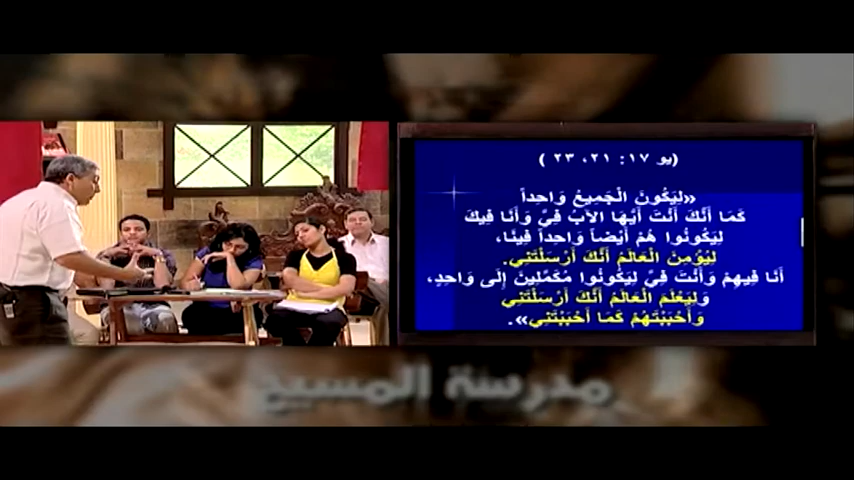 (يو ١٧: ٢١، ٢٣)
«لِيَكُونَ الْجَمِيعُ وَاحِداً
كَمَا أَنَّكَ أَنْتَ أَيُّهَا الآبُ فِيَّ وَأَنَا فِيكَ
لِيَكُونُوا هُمْ أَيْضاً وَاحِداً فِينَا،
لِيُؤْمِنَ الْعَالَمُ أَنَّكَ أَرْسَلْتَنِي.
أَنَا فِيهِمْ وَأَنْتَ فِيَّ لِيَكُونُوا مُكَمَّلِينَ إِلَى وَاحِدٍ،
وَلِيَعْلَمَ الْعَالَمُ أَنَّكَ أَرْسَلْتَنِي
وَأَحْبَبْتَهُمْ كَمَا أَحْبَبْتَنِي».
مدرسة المسيح